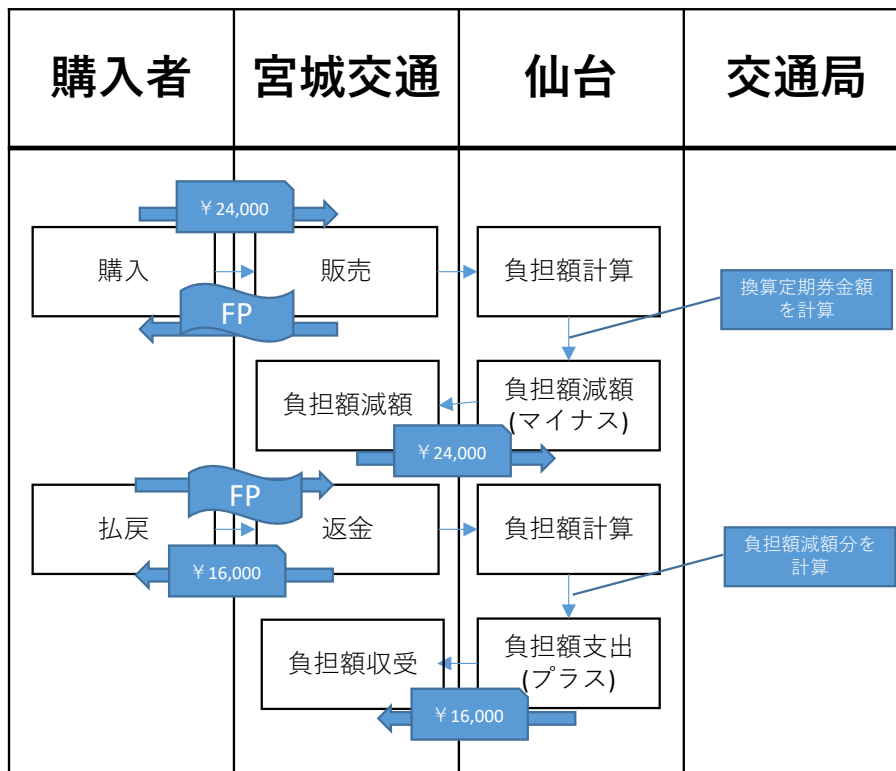 購入者
宮城交通
仙台
交通局
￥24,000
購入
販売
負担額計算
換算定期券金額
を計算
FP
負担額減額
負担額減額
(マイナス)
￥24,000
FP
払戻
返金
負担額計算
負担額減額分を
計算
￥16,000
負担額収受
負担額支出
(プラス)
￥16,000